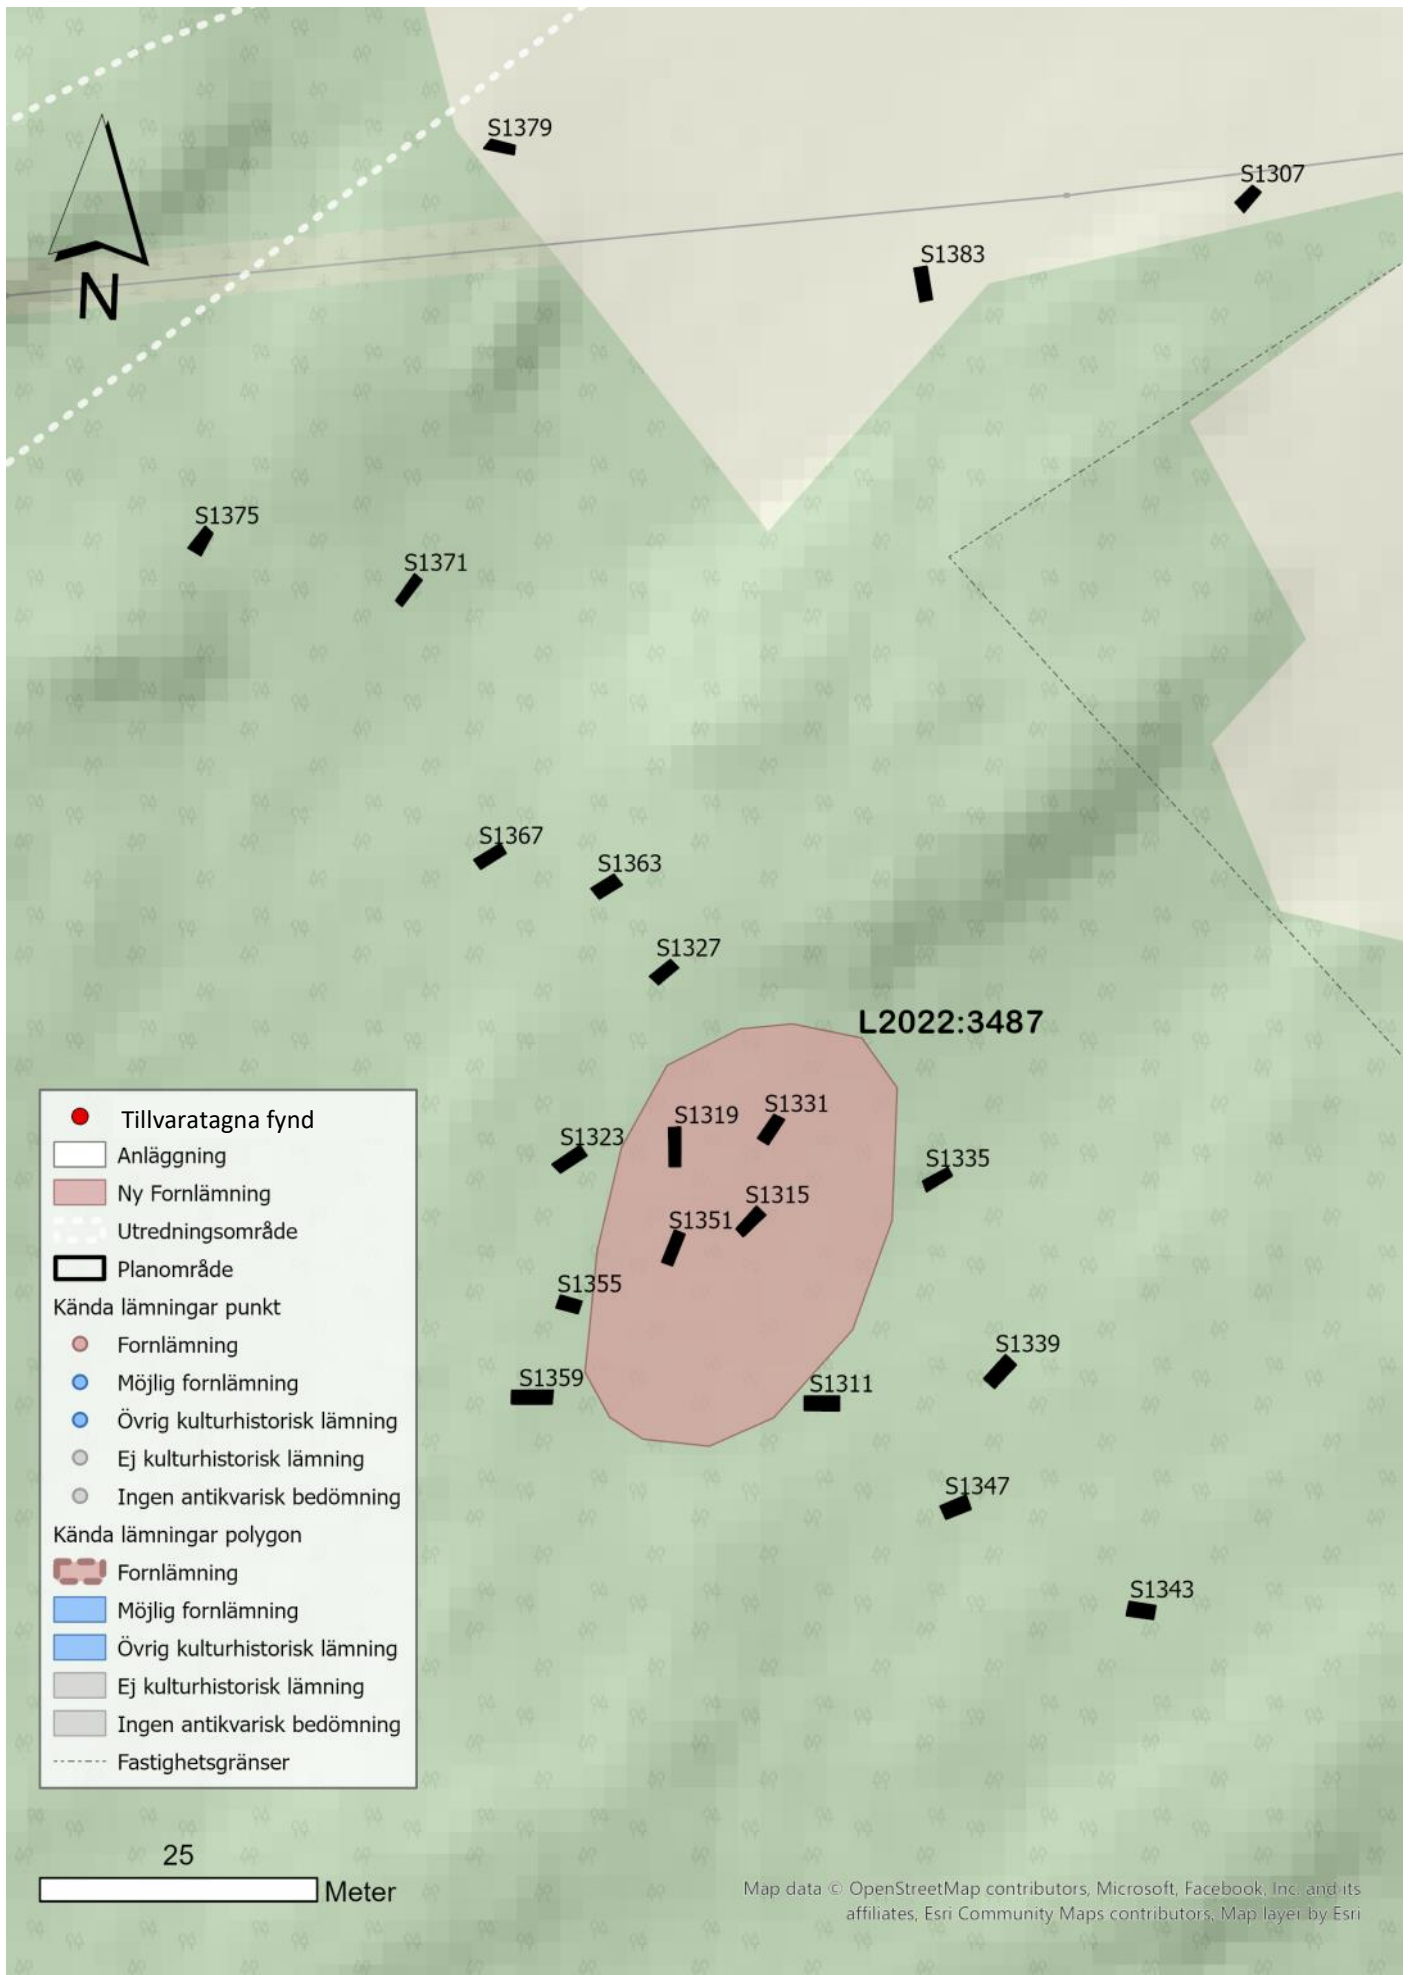 S1379
S1307
S1383
N
S1375
S1371
S1367
S1363
S1327
L2022:3487
S1331
S1319
S1323
S1335
S1315
S1351
S1355
S1339
S1359
S1311
S1347
S1343
Tillvaratagna fynd
Anläggning
Ny Fornlämning
Utredningsområde
Planområde
Kända lämningar punkt
Fornlämning
Möjlig fornlämning
Övrig kulturhistorisk lämning
Ej kulturhistorisk lämning
Ingen antikvarisk bedömning
Kända lämningar polygon
Fornlämning
Möjlig fornlämning
Övrig kulturhistorisk lämning
Ej kulturhistorisk lämning
Ingen antikvarisk bedömning
Fastighetsgränser
25
Meter
Map data © OpenStreetMap contributors, Microsoft, Facebook, Inc. and its
affiliates, Esri Community Maps contributors, Map layer by Esri